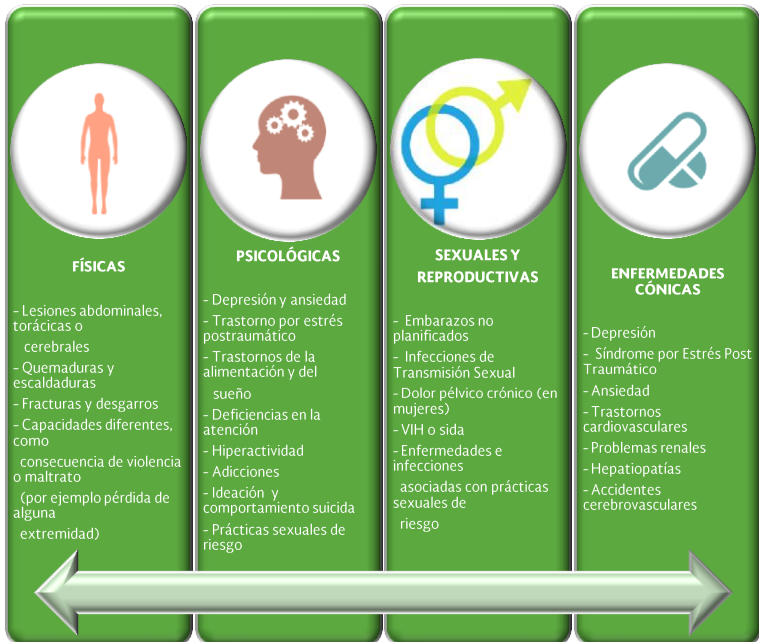 FÍSICAS
- Lesiones abdominales,
torácicas o
cerebrales
- Quemaduras y
escaldaduras
- Fracturas y desgarros
- Capacidades diferentes,
como
consecuencia de violencia
o maltrato
(por ejemplo pérdida de
alguna
extremidad)
PSICOLÓGICAS
- Depresión y ansiedad
- Trastorno por estrés
postraumático
- Trastornos de la
alimentación y del
sueño
- Deficiencias en la
atención
- Hiperactividad
- Adicciones
- Ideación y
comportamiento suicida
- Prácticas sexuales de
riesgo
SEXUALES Y
REPRODUCTIVAS
- Embarazos no
planificados
- Infecciones de
Transmisión Sexual
- Dolor pélvico crónico (en
mujeres)
- VIH o sida
- Enfermedades e
infecciones
asociadas con prácticas
sexuales de
riesgo
ENFERMEDADES
CÓNICAS
- Depresión
- Síndrome por Estrés Post
Traumático
- Ansiedad
- Trastornos
cardiovasculares
- Problemas renales
- Hepatiopatías
- Accidentes
cerebrovasculares